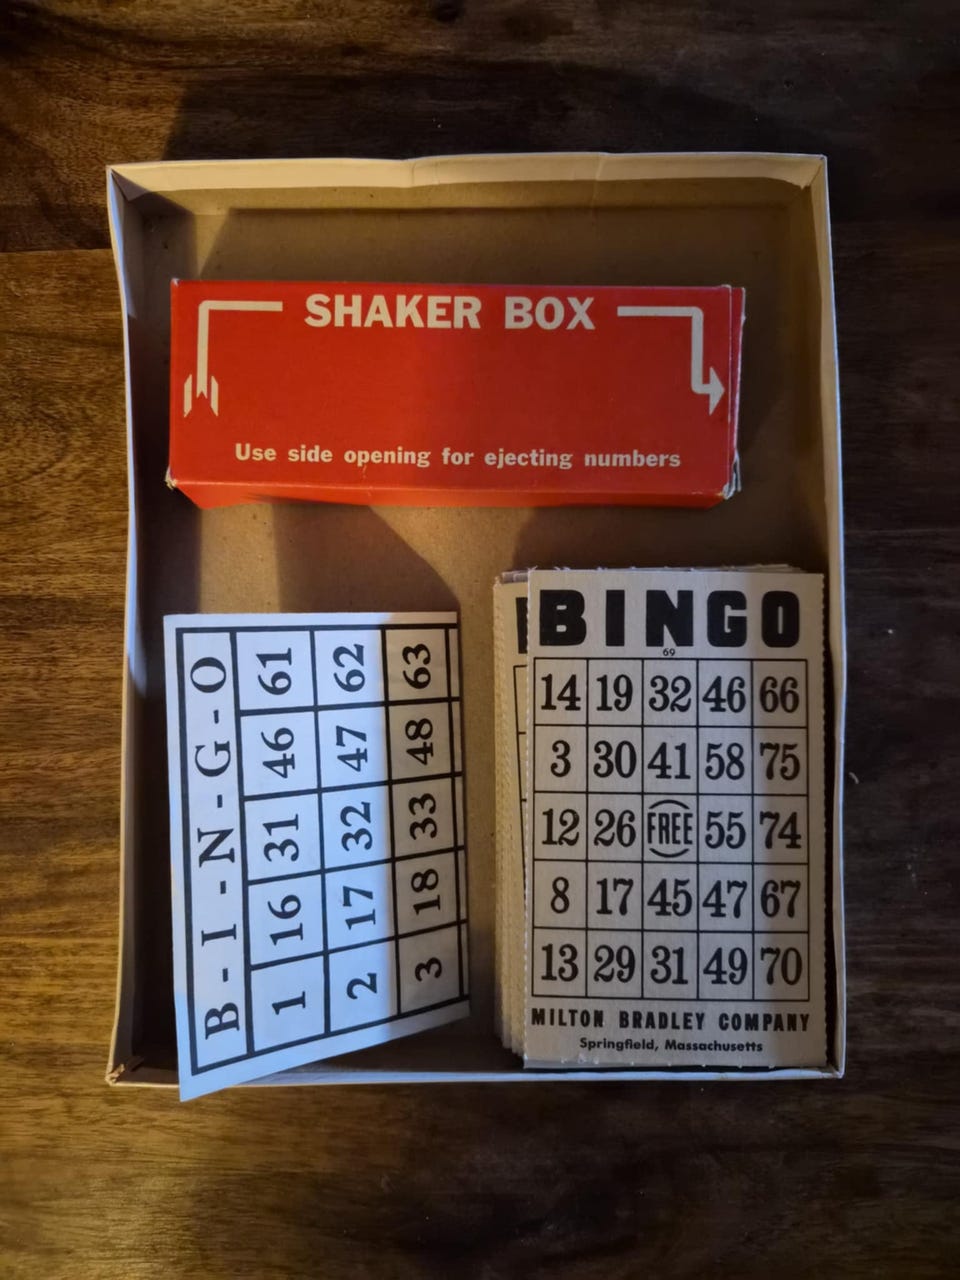 SHAKER BOX
Use side opening for ejecting numbers
B-I-N-G-O
1 16 31 46 61
2 17 32 47 62
3 18 33 48 63
BINGO
69
14 19 32 46 66
3 30 41 58 75
12 26 FREE 55 74
8 17 45 47 67
13 29 31 49 70
MILTON BRADLEY COMPANY
Springfield, Massachusetts